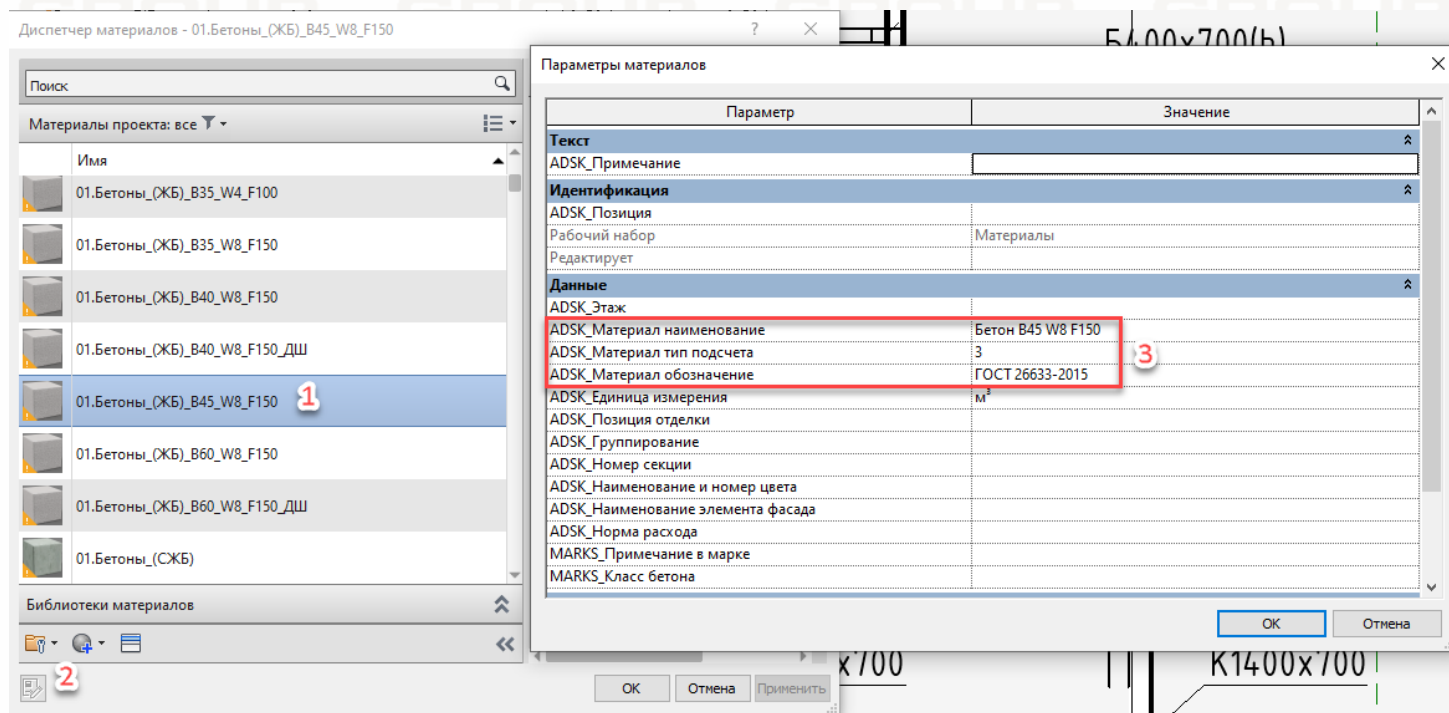 Диспетчер материалов - 01.Бетоны_(ЖБ)_B45_W8_F150
?
Б400х700(h)
Поиск
Материалы проекта: все
Имя
01.Бетоны_(ЖБ)_B35_W4_F100
01.Бетоны_(ЖБ)_B35_W8_F150
01.Бетоны_(ЖБ)_B40_W8_F150
01.Бетоны_(ЖБ)_B40_W8_F150_ДШ
01.Бетоны_(ЖБ)_B45_W8_F150
1
01.Бетоны_(ЖБ)_B60_W8_F150
01.Бетоны_(ЖБ)_B60_W8_F150_ДШ
01.Бетоны_(СЖБ)
Библиотеки материалов
2
OK Отмена Применить
Параметры материалов
Параметр Значение
Текст
ADSK_Примечание
Идентификация
ADSK_Позиция
Рабочий набор Материалы
Редактирует
Данные
ADSK_Этаж
ADSK_Материал наименование Бетон B45 W8 F150
ADSK_Материал тип подсчета 3
ADSK_Материал обозначение ГОСТ 26633-2015
3
ADSK_Единица измерения м³
ADSK_Позиция отделки
ADSK_Группирование
ADSK_Номер секции
ADSK_Наименование и номер цвета
ADSK_Наименование элемента фасада
ADSK_Норма расхода
MARKS_Примечание в марке
MARKS_Класс бетона
OK Отмена
х700
К1400х700